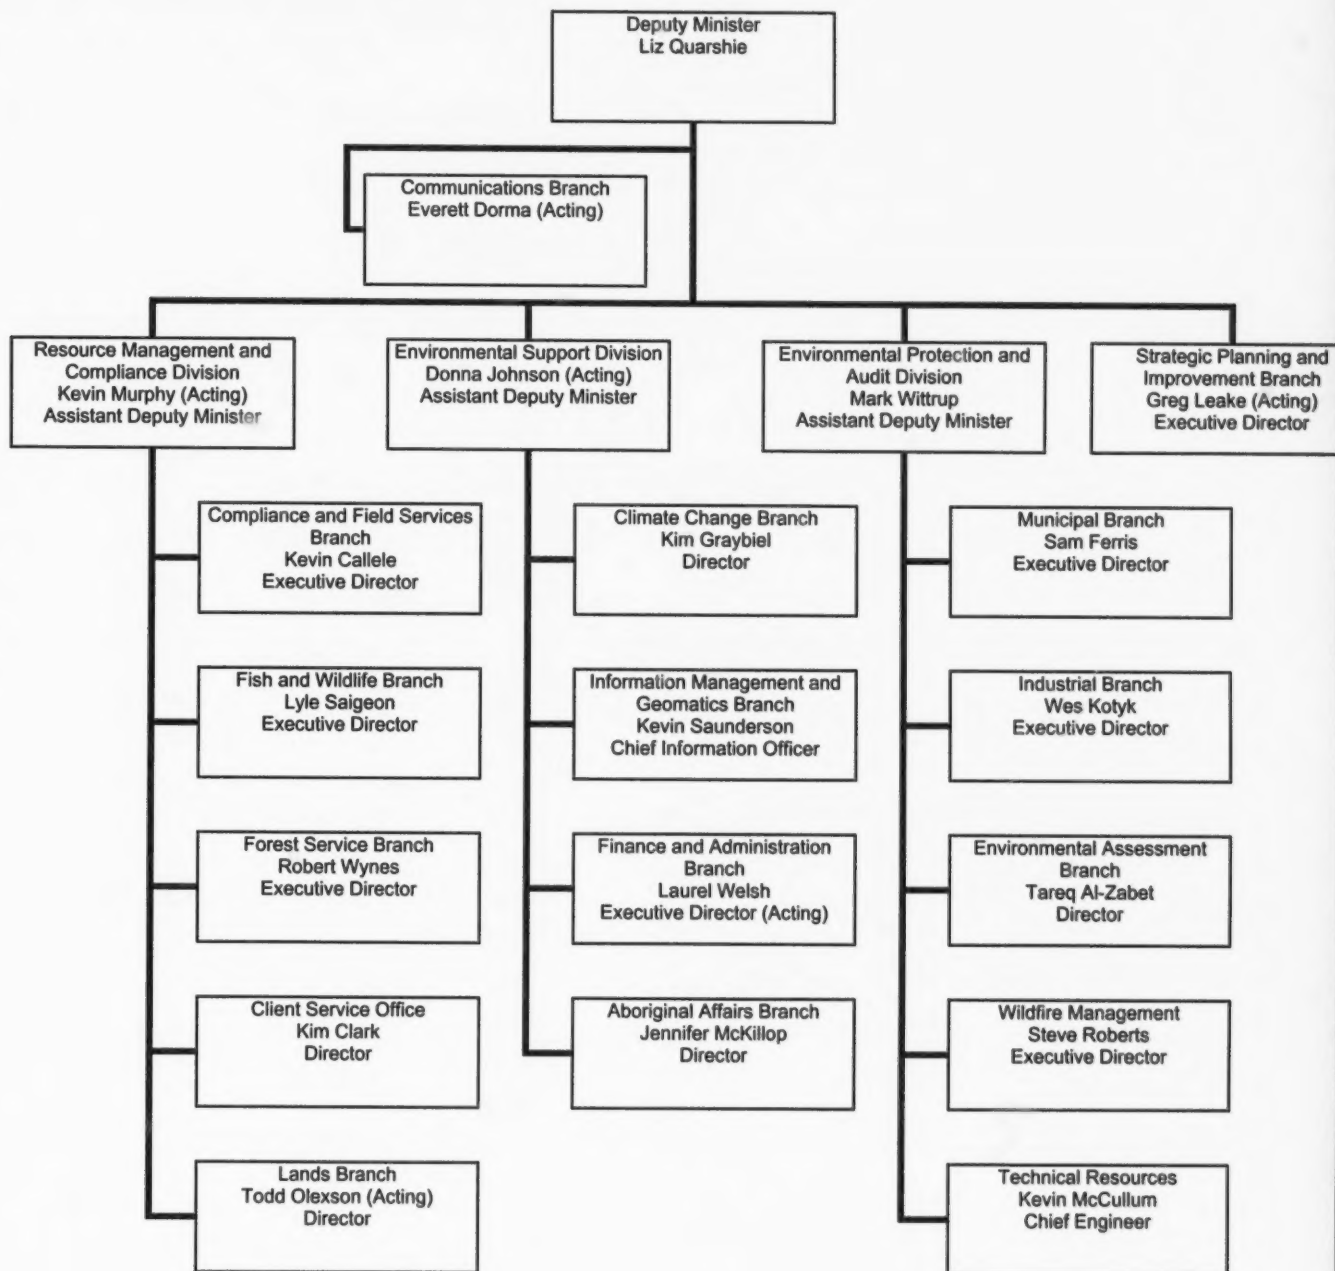 Deputy Minister
Liz Quarshie
Communications Branch
Everett Dorma (Acting)
Resource Management and
Compliance Division
Kevin Murphy (Acting)
Assistant Deputy Minister
Environmental Support Division
Donna Johnson (Acting)
Assistant Deputy Minister
Environmental Protection and
Audit Division
Mark Wittrup
Assistant Deputy Minister
Strategic Planning and
Improvement Branch
Greg Leake (Acting)
Executive Director
Compliance and Field Services
Branch
Kevin Callele
Executive Director
Fish and Wildlife Branch
Lyle Saigeon
Executive Director
Forest Service Branch
Robert Wynes
Executive Director
Client Service Office
Kim Clark
Director
Lands Branch
Todd Olexson (Acting)
Director
Climate Change Branch
Kim Graybiel
Director
Information Management and
Geomatics Branch
Kevin Saunderson
Chief Information Officer
Finance and Administration
Branch
Laurel Welsh
Executive Director (Acting)
Aboriginal Affairs Branch
Jennifer McKillop
Director
Municipal Branch
Sam Ferris
Executive Director
Industrial Branch
Wes Kotyk
Executive Director
Environmental Assessment
Branch
Tareq Al-Zabet
Director
Wildfire Management
Steve Roberts
Executive Director
Technical Resources
Kevin McCullum
Chief Engineer